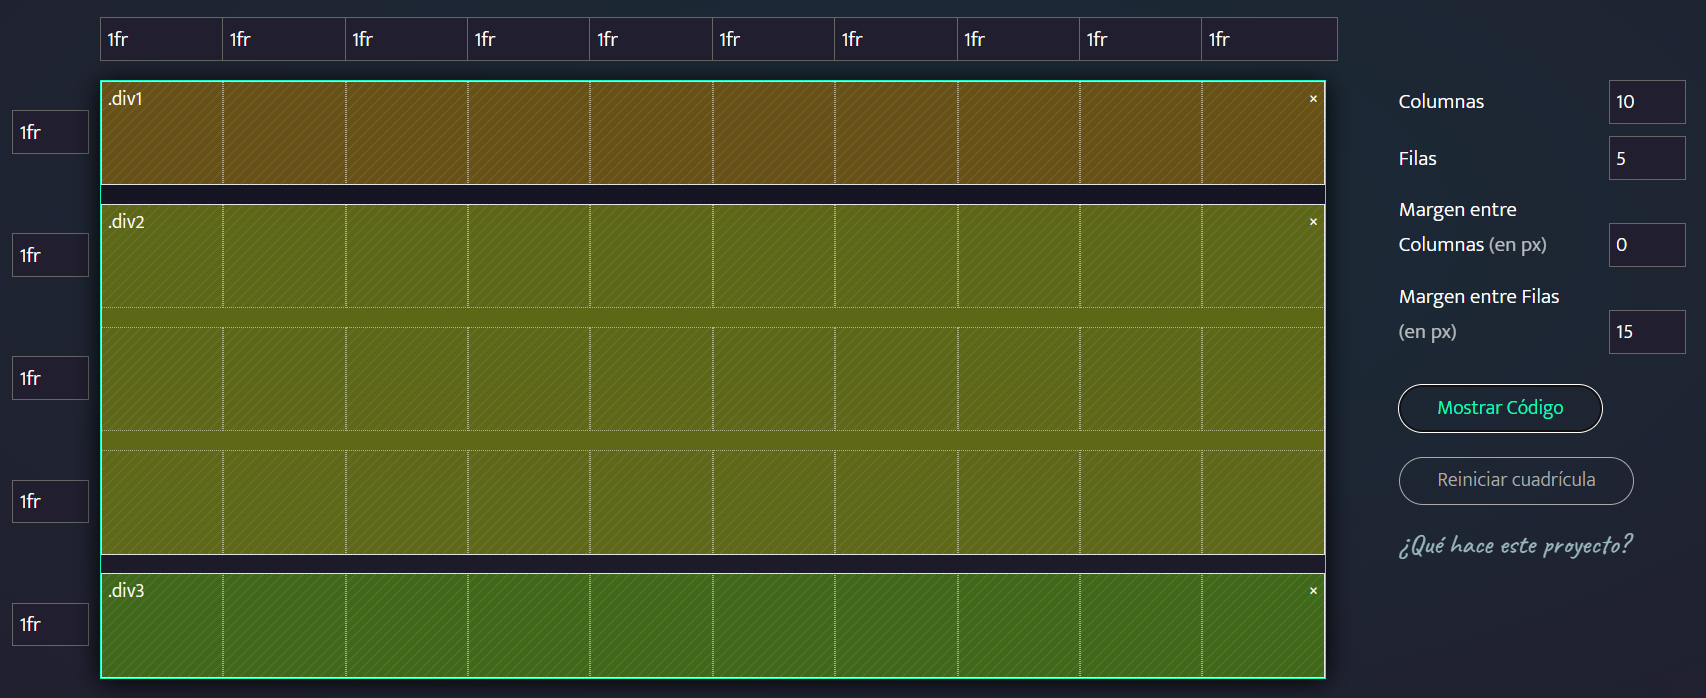 1fr 1fr 1fr 1fr 1fr 1fr 1fr 1fr 1fr 1fr
.div1 ×
1fr
.div2 ×
1fr
1fr
1fr
.div3 ×
1fr
Columnas 10
Filas 5
Margen entre
Columnas (en px) 0
Margen entre Filas
(en px) 15
Mostrar Código
Reiniciar cuadrícula
¿Qué hace este proyecto?